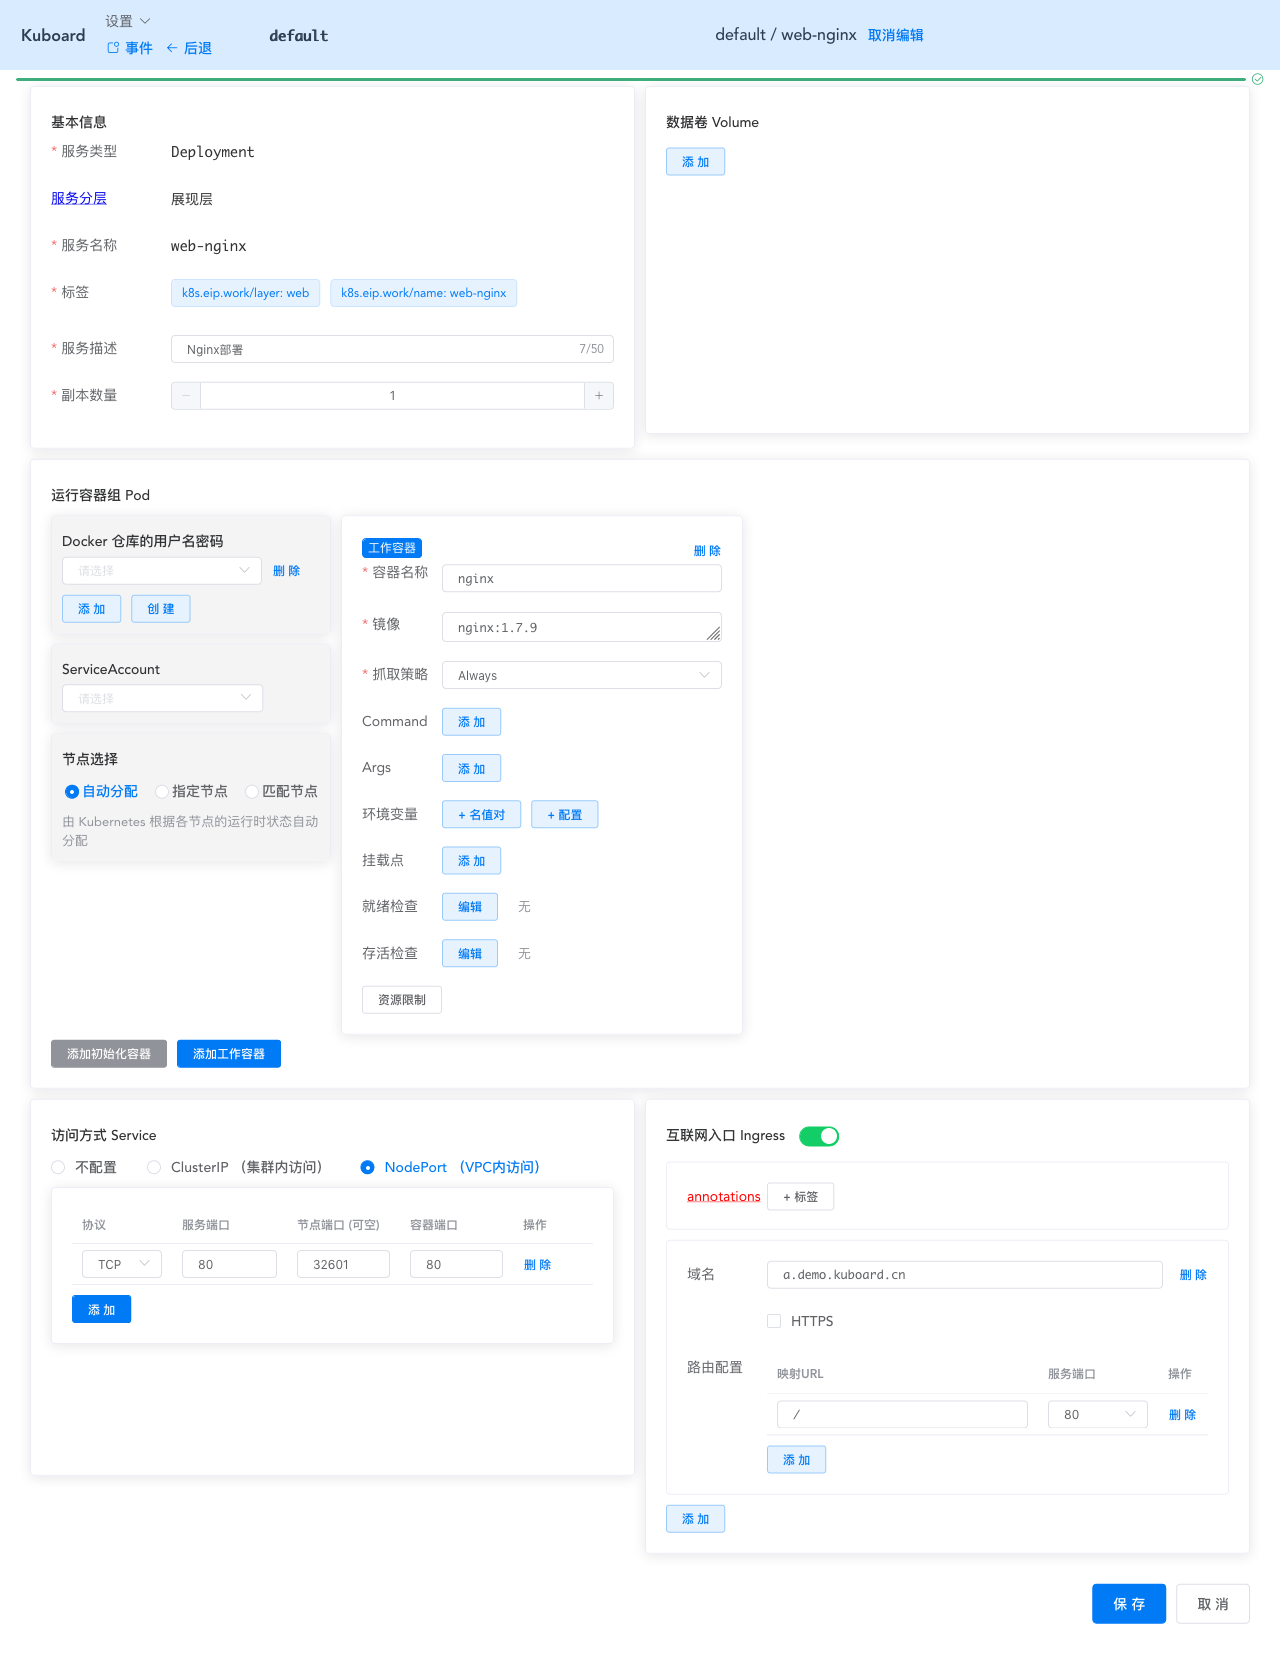 Kuboard
设置
事件 后退
default
default / web-nginx 取消编辑
基本信息
* 服务类型 Deployment
服务分层 展现层
* 服务名称 web-nginx
* 标签 k8s.eip.work/layer: web k8s.eip.work/name: web-nginx
* 服务描述 Nginx部署 7/50
* 副本数量 − 1 +
数据卷 Volume
添 加
运行容器组 Pod
Docker 仓库的用户名密码
请选择 删 除
添 加 创 建
ServiceAccount
请选择
节点选择
自动分配 指定节点 匹配节点
由 Kubernetes 根据各节点的运行时状态自动
分配
工作容器 删 除
* 容器名称 nginx
* 镜像 nginx:1.7.9
* 抓取策略 Always
Command 添 加
Args 添 加
环境变量 + 名值对 + 配置
挂载点 添 加
就绪检查 编辑 无
存活检查 编辑 无
资源限制
添加初始化容器 添加工作容器
访问方式 Service
不配置 ClusterIP （集群内访问） NodePort （VPC内访问）
协议 服务端口 节点端口 (可空) 容器端口 操作
TCP 80 32601 80 删 除
添 加
互联网入口 Ingress
annotations + 标签
域名 a.demo.kuboard.cn 删 除
HTTPS
路由配置 映射URL 服务端口 操作
/ 80 删 除
添 加
添 加
保 存 取 消